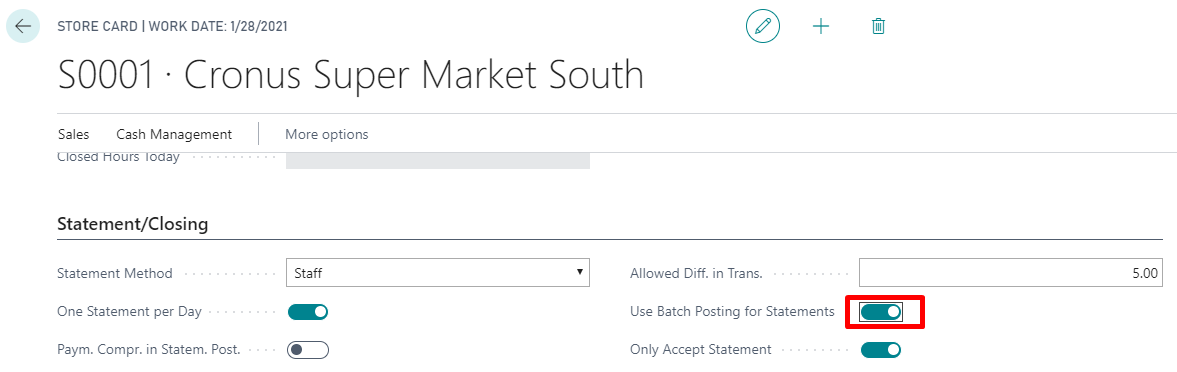 STORE CARD | WORK DATE: 1/28/2021
S0001 · Cronus Super Market South
Sales Cash Management More options
Closed Hours Today
Statement/Closing
Statement Method Staff Allowed Diff. in Trans. 5.00
One Statement per Day Use Batch Posting for Statements
Paym. Compr. in Statem. Post. Only Accept Statement